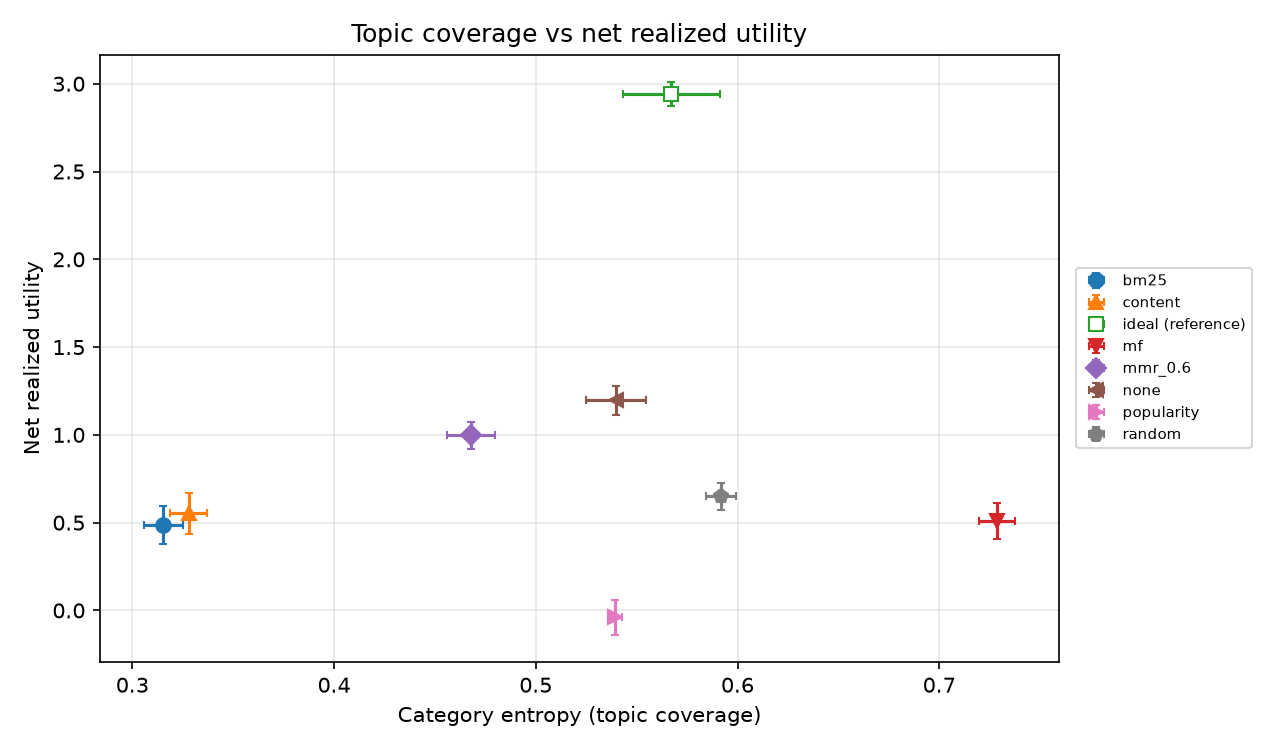 Topic coverage vs net realized utility
Net realized utility
3.0
2.5
2.0
1.5
1.0
0.5
0.0
0.3 0.4 0.5 0.6 0.7
Category entropy (topic coverage)
bm25
content
ideal (reference)
mf
mmr_0.6
none
popularity
random